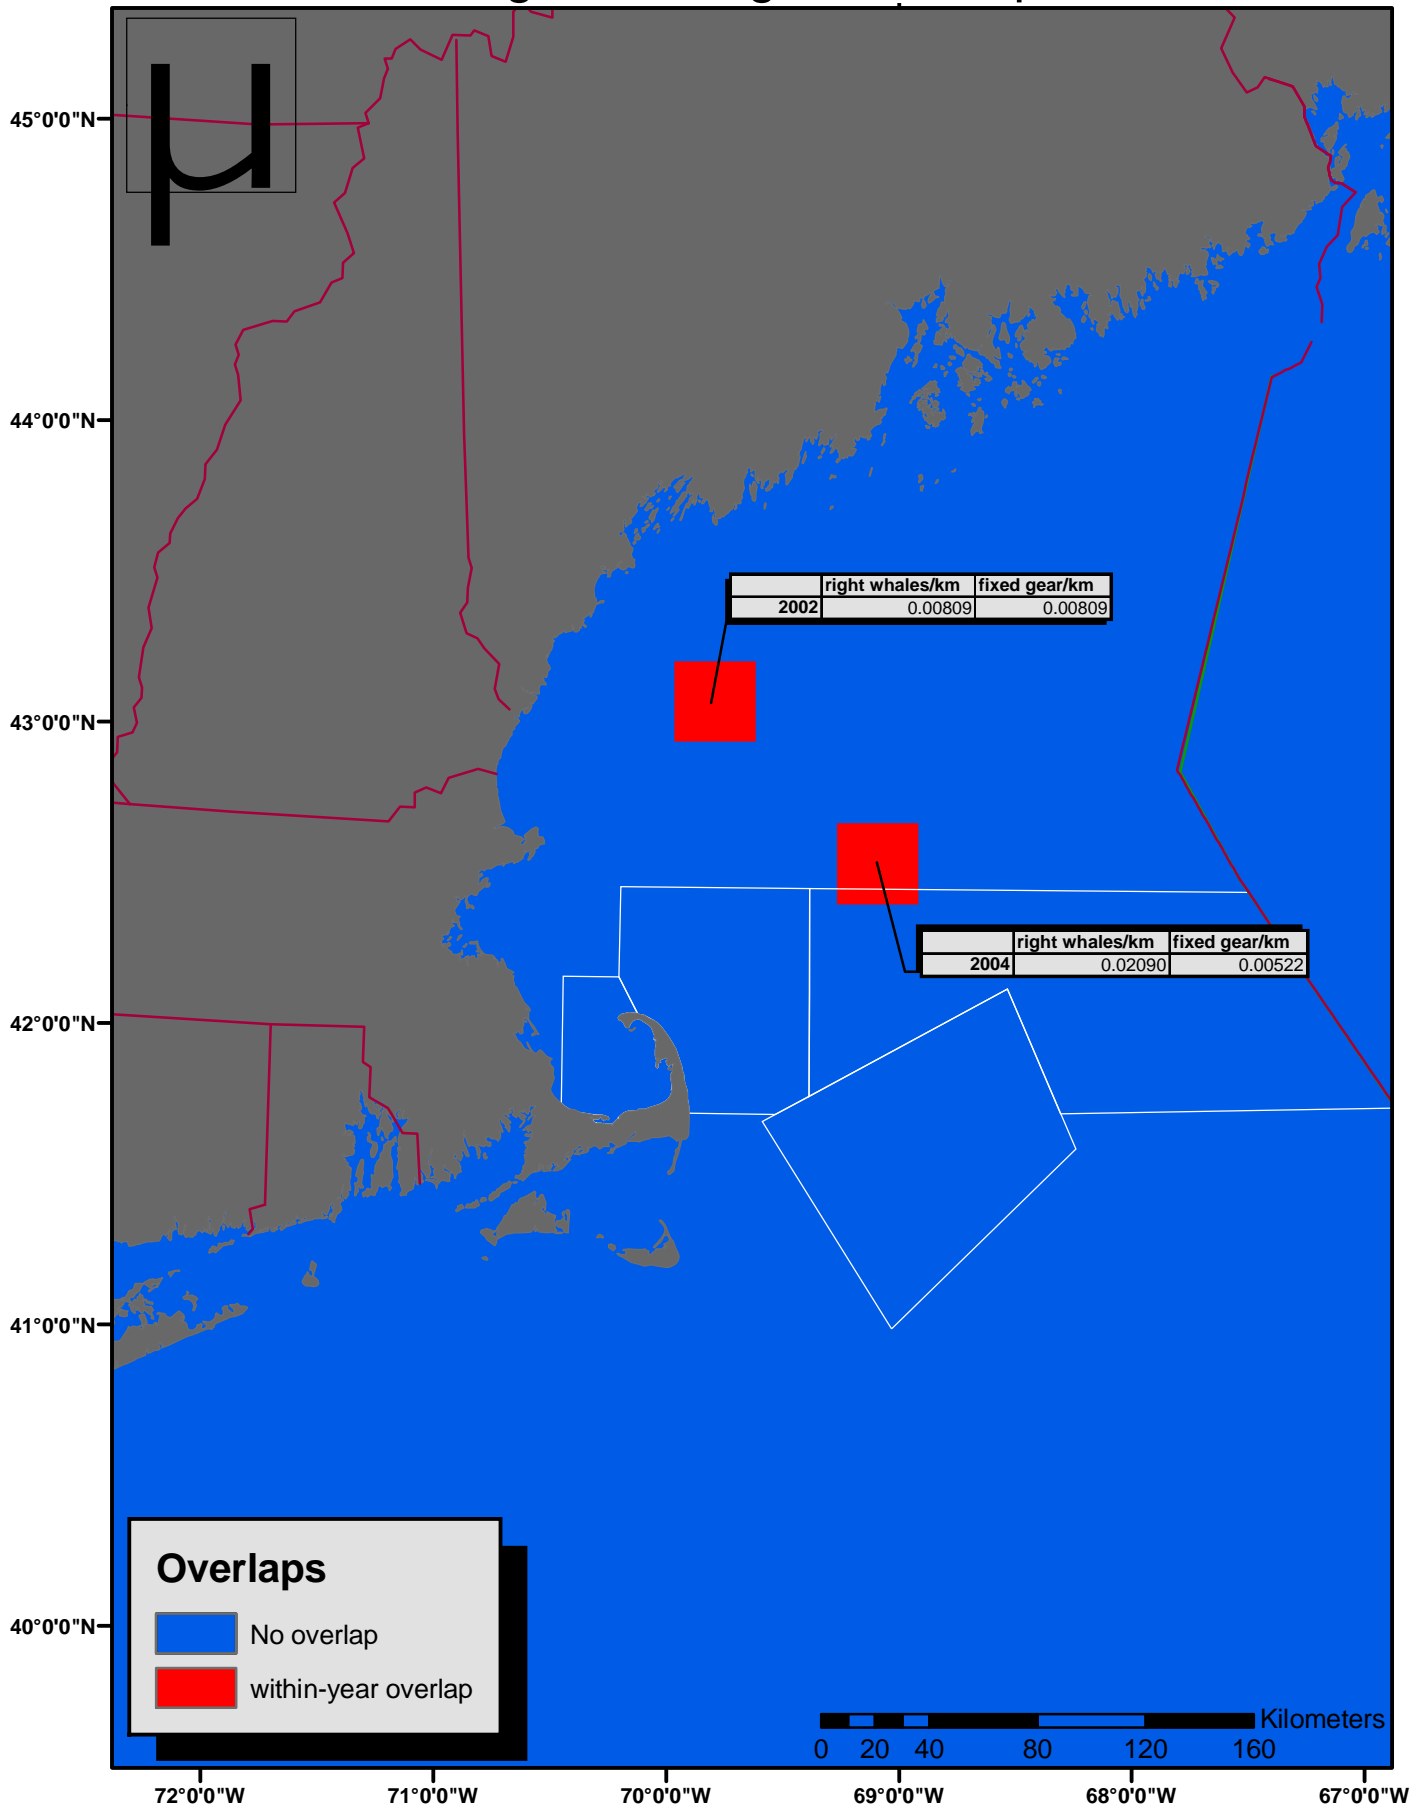 μ
45°0'0"N
44°0'0"N
right whales/km fixed gear/km
2002 0.00809 0.00809
43°0'0"N
right whales/km fixed gear/km
2004 0.02090 0.00522
42°0'0"N
41°0'0"N
Overlaps
No overlap
within-year overlap
40°0'0"N
Kilometers
0 20 40 80 120 160
72°0'0"W 71°0'0"W 70°0'0"W 69°0'0"W 68°0'0"W 67°0'0"W